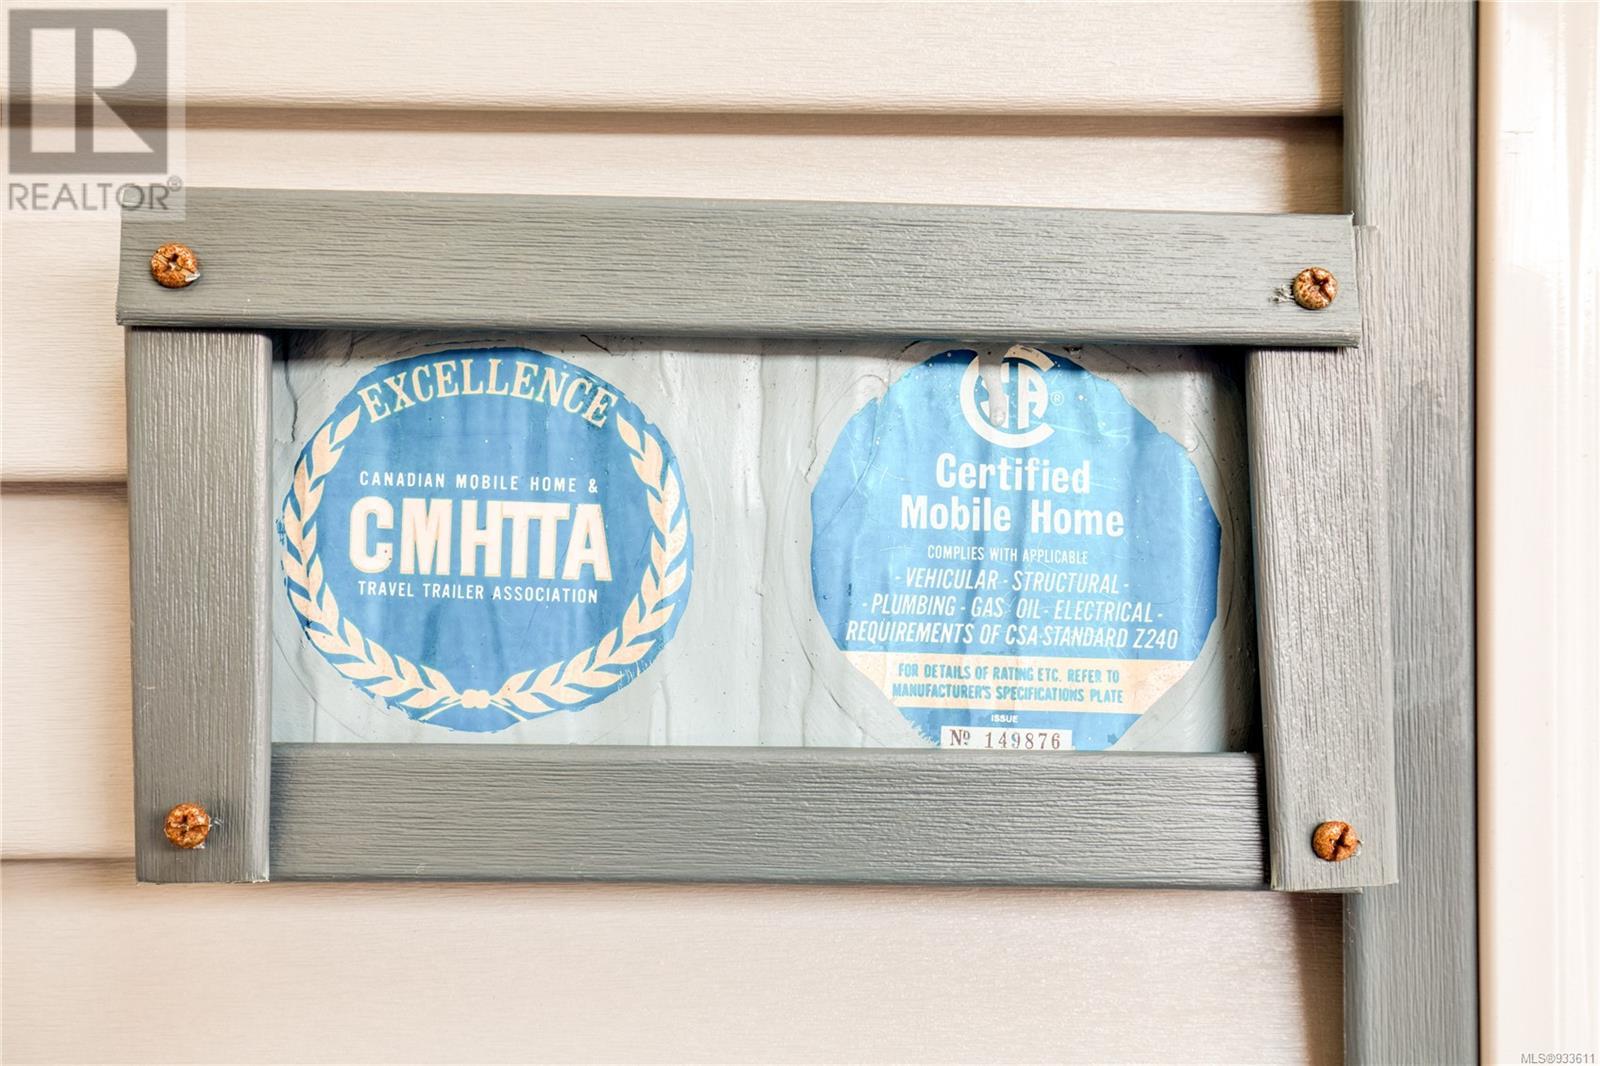 REALTOR®
EXCELLENCE
CANADIAN MOBILE HOME &
CMHTTA
TRAVEL TRAILER ASSOCIATION
CSA®
Certified
Mobile Home
COMPLIES WITH APPLICABLE
- VEHICULAR - STRUCTURAL -
- PLUMBING - GAS OIL - ELECTRICAL -
REQUIREMENTS OF CSA STANDARD Z240
FOR DETAILS OF RATING ETC. REFER TO
MANUFACTURER'S SPECIFICATIONS PLATE
ISSUE
No 149876
MLS®933611